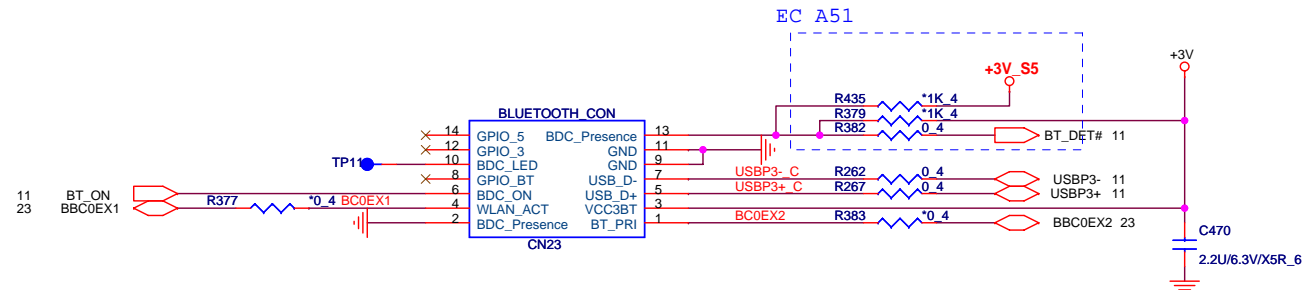 EC A51
+3V
+3V_S5
R435 *1K_4
R379 *1K_4
R382 0_4
BT_DET# 11
BLUETOOTH_CON
14 GPIO_5 BDC_Presence 13
12 GPIO_3 GND 11
TP11 10 BDC_LED GND 9
8 GPIO_BT USB_D- 7 USBP3-_C R262 0_4 USBP3- 11
11 BT_ON 6 BDC_ON USB_D+ 5 USBP3+_C R267 0_4 USBP3+ 11
23 BBC0EX1 R377 *0_4 BC0EX1 4 WLAN_ACT VCC3BT 3
2 BDC_Presence BT_PRI 1 BC0EX2 R383 *0_4 BBC0EX2 23
CN23
C470
2.2U/6.3V/X5R_6